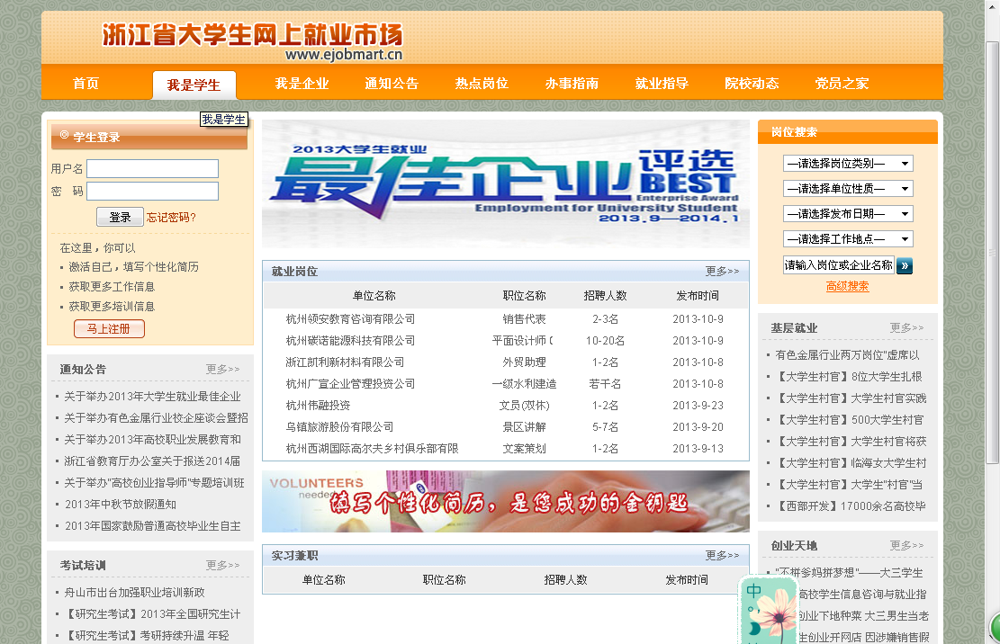 浙江省大学生网上就业市场
www.ejobmart.cn
首页 我是学生 我是企业 通知公告 热点岗位 办事指南 就业指导 院校动态 党员之家
我是学生
学生登录
用户名
密 码
登录 忘记密码?
在这里，你可以
激活自己，填写个性化简历
获取更多工作信息
获取更多培训信息
马上注册
通知公告 更多>>
关于举办2013年大学生就业最佳企业
关于举办有色金属行业校企座谈会暨招
关于举办2013年高校职业发展教育和
浙江省教育厅办公室关于报送2014届
关于举办"高校创业指导师"专题培训班
2013年中秋节放假通知
2013年国家鼓励普通高校毕业生自主
考试培训 更多>>
舟山市出台加强职业培训新政
【研究生考试】2013年全国研究生计
【研究生考试】考研持续升温 年轻
2013大学生就业
最佳企业评选
BEST
Enterprise Award
Employment for University Student
2013.9—2014.1
就业岗位 更多>>
单位名称 职位名称 招聘人数 发布时间
杭州领安教育咨询有限公司 销售代表 2-3名 2013-10-9
杭州碳诺能源科技有限公司 平面设计师( 10-20名 2013-10-9
浙江凯利新材料有限公司 外贸助理 1-2名 2013-10-8
杭州广宣企业管理投资公司 一级水利建造 若干名 2013-10-8
杭州伟融投资 文员(双休) 1-2名 2013-9-23
乌镇旅游股份有限公司 景区讲解 5-7名 2013-9-20
杭州西湖国际高尔夫乡村俱乐部有限 文案策划 1-2名 2013-9-13
VOLUNTEERS
needed
填写个性化简历，是您成功的金钥匙
实习兼职 更多>>
单位名称 职位名称 招聘人数 发布时间
岗位搜索
—请选择岗位类别—
—请选择单位性质—
—请选择发布日期—
—请选择工作地点—
请输入岗位或企业名称 »
高级搜索
基层就业 更多>>
有色金属行业两万岗位"虚席以
【大学生村官】8位大学生扎根
【大学生村官】大学生村官实践
【大学生村官】500大学生村官
【大学生村官】大学生村官将获
【大学生村官】临海女大学生村
【大学生村官】大学生"村官"当
【西部开发】17000余名高校毕
创业天地 更多>>
"不拼爹妈拼梦想"——大三学生
高校学生信息咨询与就业指
创业下地种菜 大三男生当老
生创业开网店 因涉嫌销售假
中